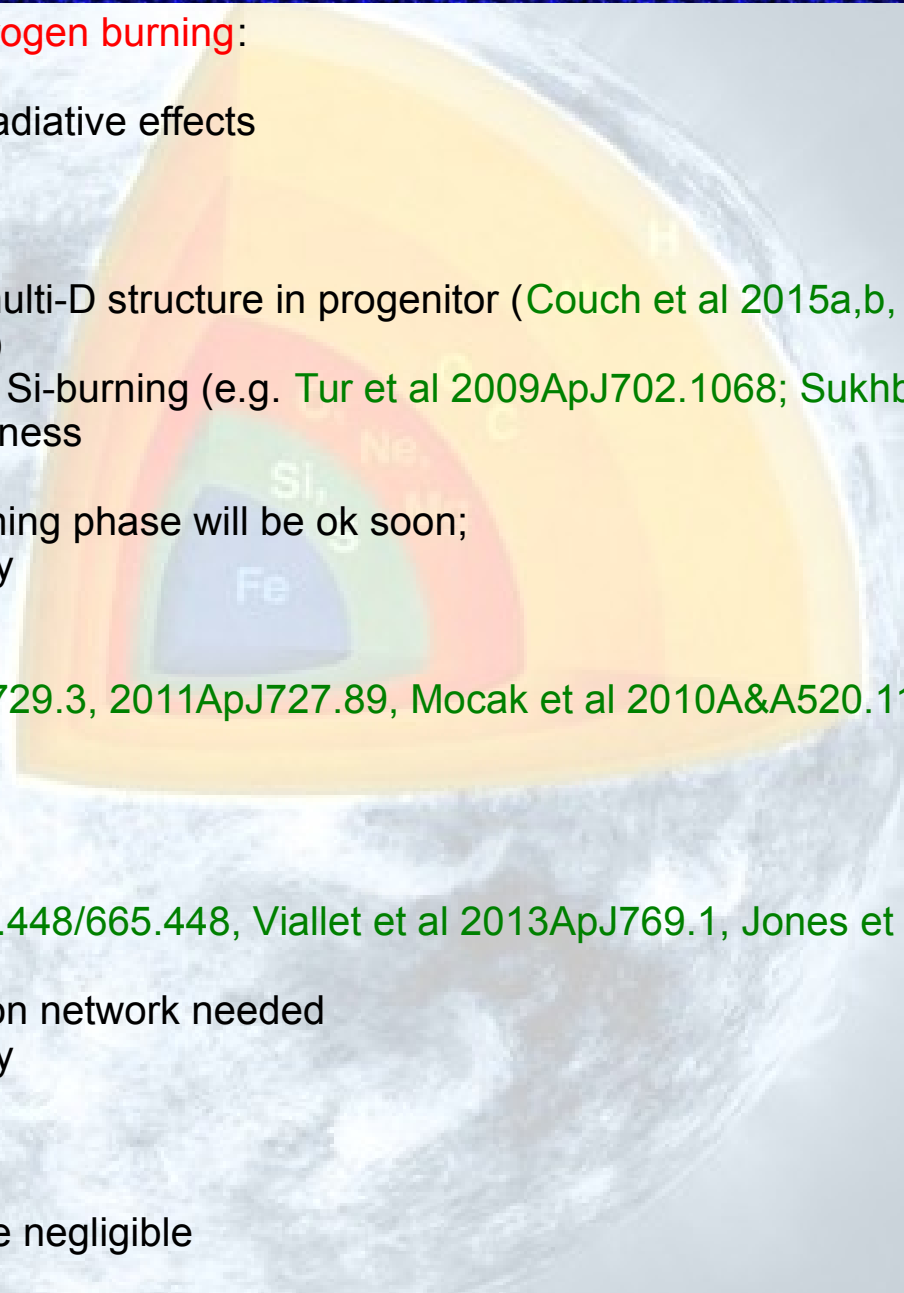 ogen burning:
adiative effects
H
ulti-D structure in progenitor (Couch et al 2015a,b,
)
Si-burning (e.g. Tur et al 2009ApJ702.1068; Sukhb
ness
C
Ne,
Si,
S
ning phase will be ok soon;
y
Fe
729.3, 2011ApJ727.89, Mocak et al 2010A&A520.11
.448/665.448, Viallet et al 2013ApJ769.1, Jones et
on network needed
y
e negligible